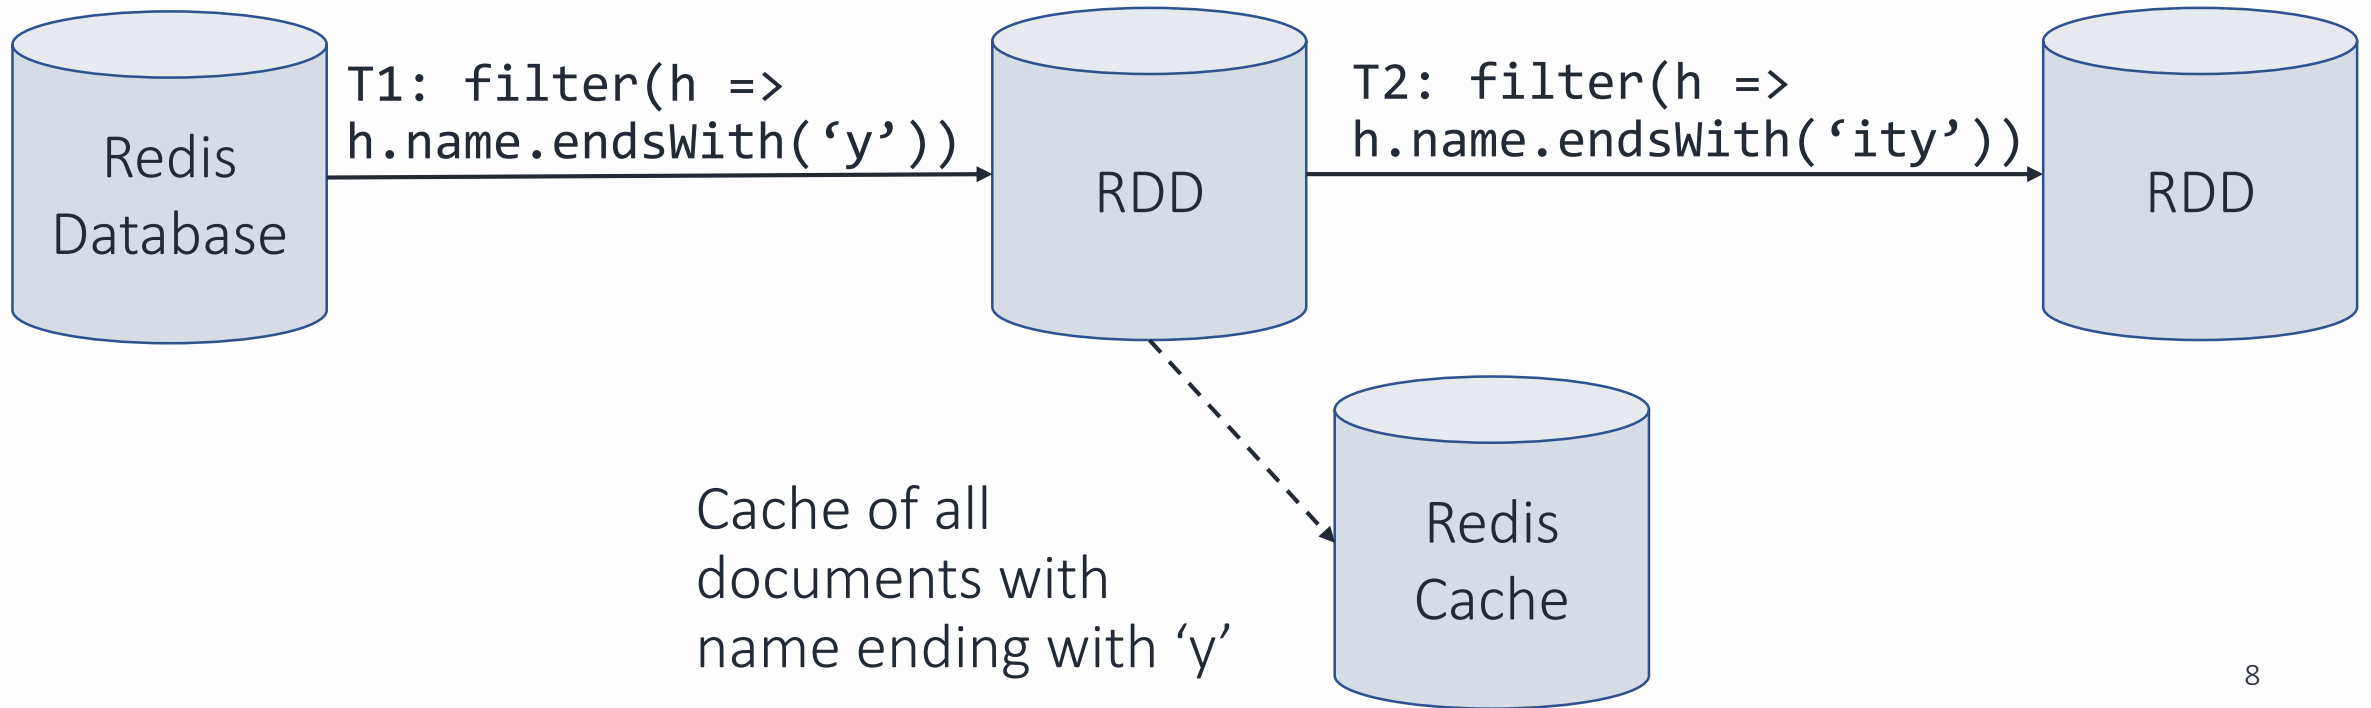 Redis
Database
T1: filter(h =>
h.name.endsWith(‘y’))
RDD
T2: filter(h =>
h.name.endsWith(‘ity’))
RDD
Cache of all
documents with
name ending with ‘y’
Redis
Cache
8